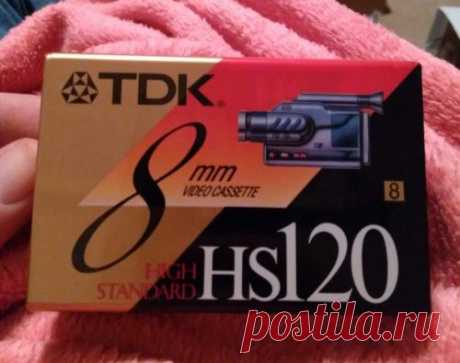 TDK®
8 mm
VIDEO CASSETTE
8
HIGH
STANDARD
HS120
postila.ru